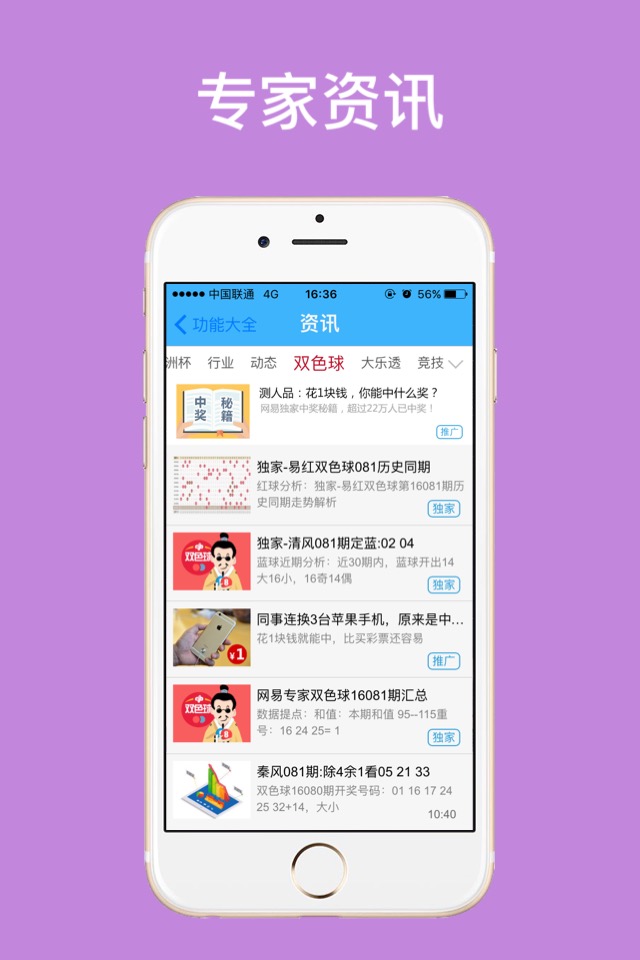 专家资讯
中国联通 4G 16:36 56%
功能大全 资讯
洲杯 行业 动态 双色球 大乐透 竞技
中奖秘籍
测人品：花1块钱，你能中什么奖？
网易独家中奖秘籍，超过22万人已中奖！
推广
独家-易红双色球081历史同期
红球分析：独家-易红双色球第16081期历
史同期走势解析
独家
双色球
独家-清风081期定蓝:02 04
蓝球近期分析：近30期内，蓝球开出14
大16小，16奇14偶
独家
¥1
同事连换3台苹果手机，原来是中…
花1块钱就能中，比买彩票还容易
推广
双色球
网易专家双色球16081期汇总
数据提点：和值：本期和值 95--115重
号：16 24 25= 1
独家
秦风081期:除4余1看05 21 33
双色球16080期开奖号码：01 16 17 24
25 32+14，大小
10:40